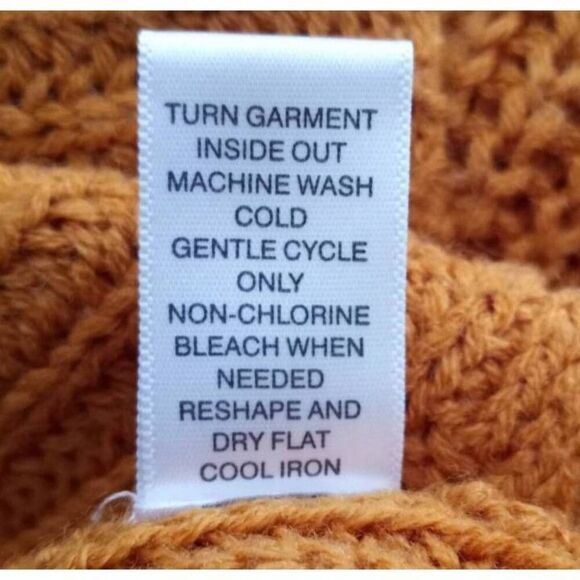 TURN GARMENT
INSIDE OUT
MACHINE WASH
COLD
GENTLE CYCLE
ONLY
NON-CHLORINE
BLEACH WHEN
NEEDED
RESHAPE AND
DRY FLAT
COOL IRON